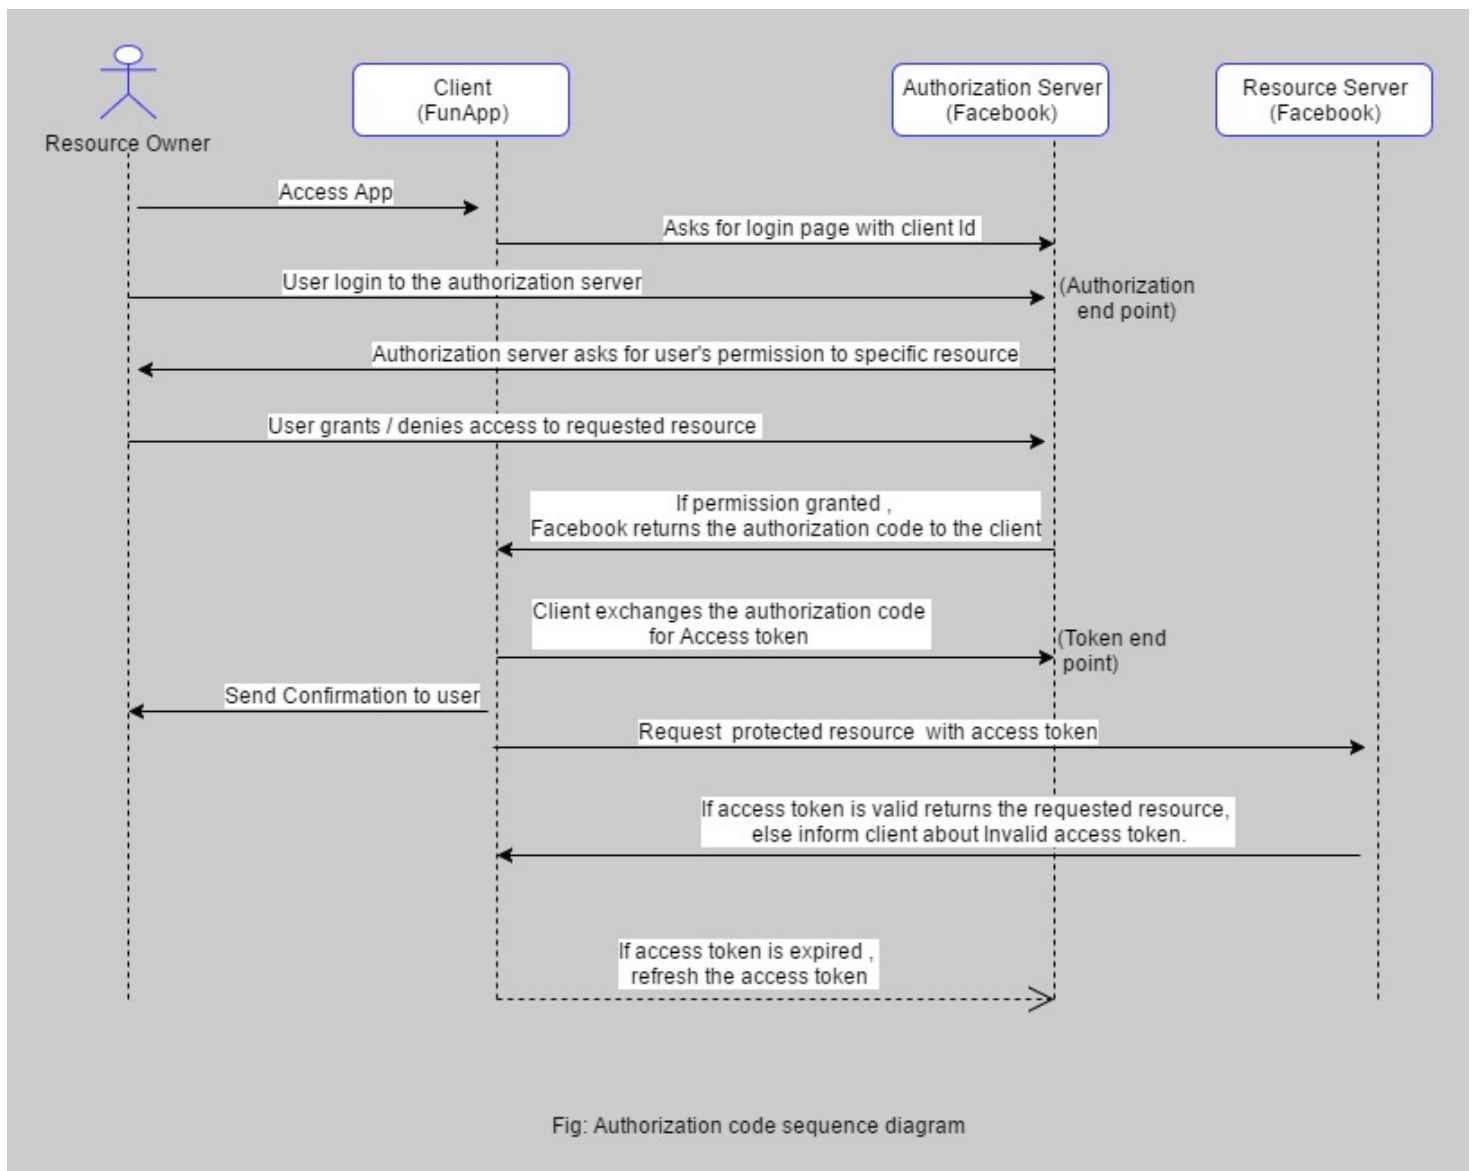 Resource Owner
Client
(FunApp)
Authorization Server
(Facebook)
Resource Server
(Facebook)
Access App
Asks for login page with client Id
User login to the authorization server
(Authorization
end point)
Authorization server asks for user's permission to specific resource
User grants / denies access to requested resource
If permission granted ,
Facebook returns the authorization code to the client
Client exchanges the authorization code
for Access token
(Token end
point)
Send Confirmation to user
Request protected resource with access token
If access token is valid returns the requested resource,
else inform client about Invalid access token.
If access token is expired ,
refresh the access token
Fig: Authorization code sequence diagram